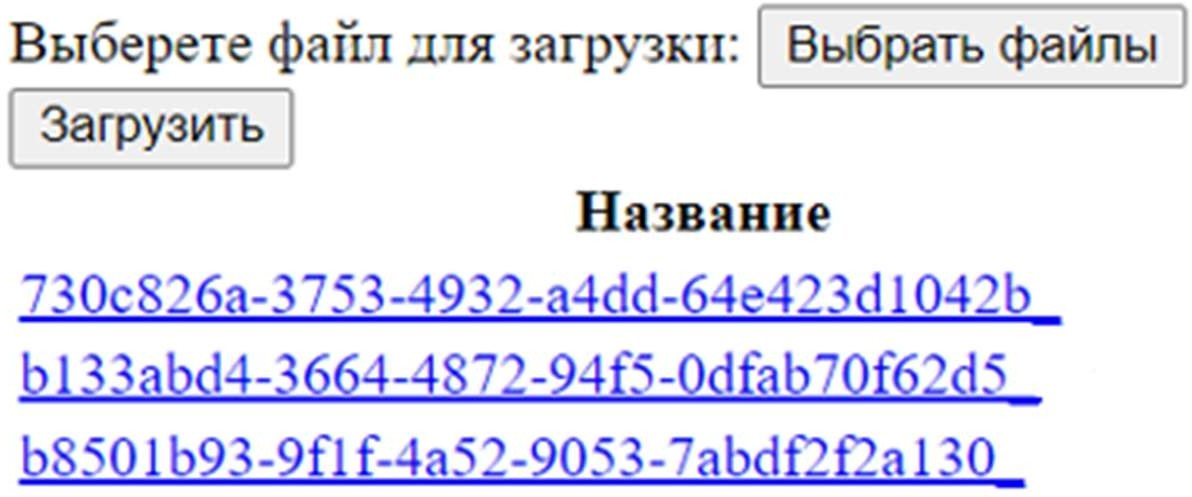 Выберете файл для загрузки: Выбрать файлы
Загрузить
Название
730c826a-3753-4932-a4dd-64e423d1042b_
b133abd4-3664-4872-94f5-0dfab70f62d5_
b8501b93-9f1f-4a52-9053-7abdf2f2a130_